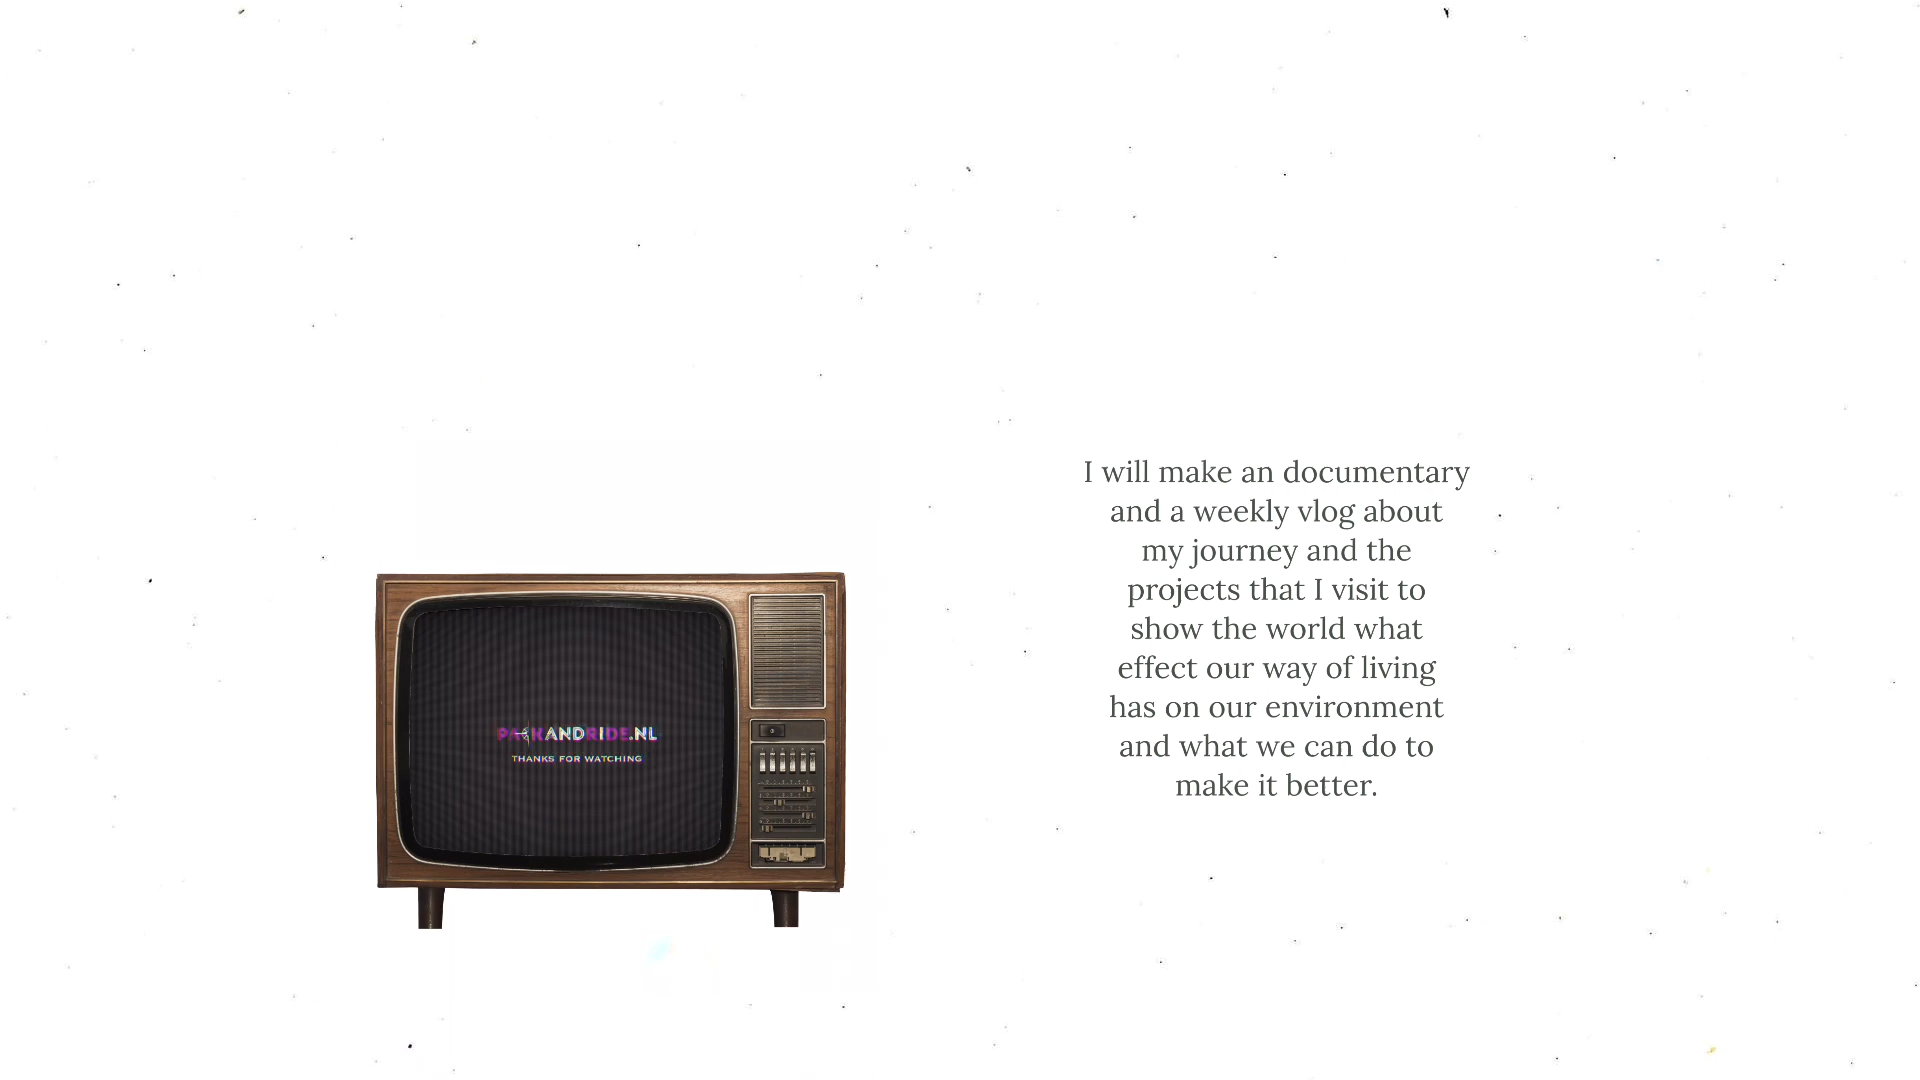 PACKANDRIDE.NL
THANKS FOR WATCHING
I will make an documentary
and a weekly vlog about
my journey and the
projects that I visit to
show the world what
effect our way of living
has on our environment
and what we can do to
make it better.